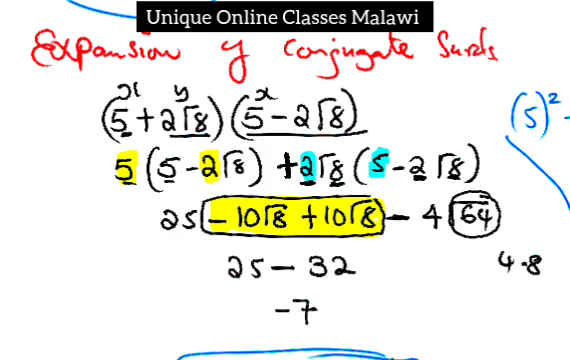 Unique Online Classes Malawi
Expansion of Conjugate Surds
x y x
(5 + 2√8)(5 - 2√8)
(5)² -
5(5 - 2√8) + 2√8(5 - 2√8)
25 - 10√8 + 10√8 - 4√64
25 - 32
4·8
-7